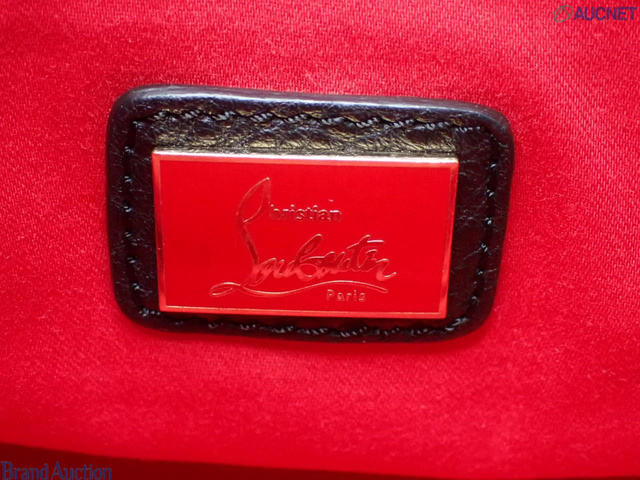 AUCNET
Christian
Louboutin
Paris
Brand Auction